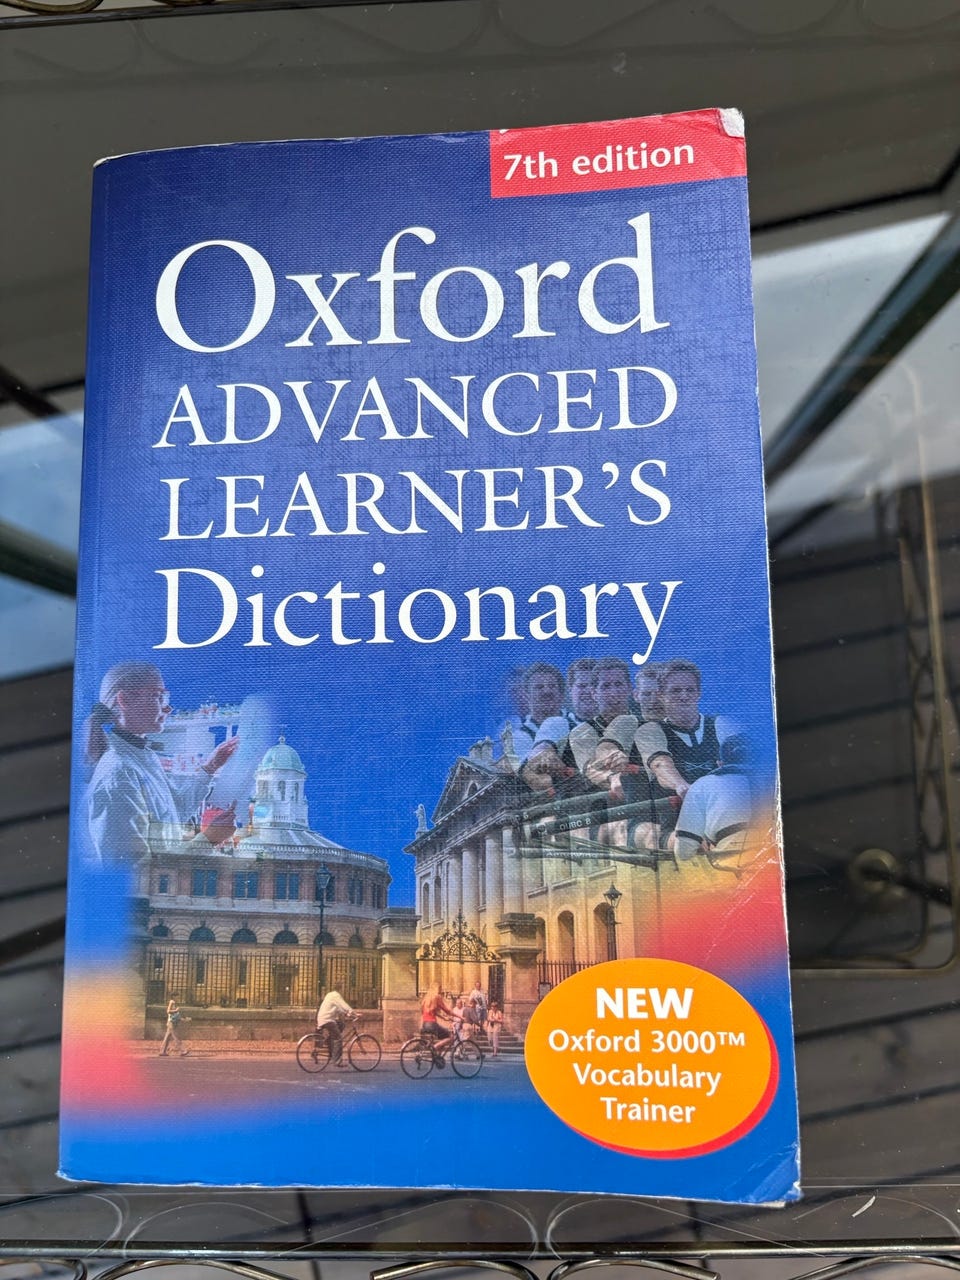 7th edition
Oxford
ADVANCED
LEARNER'S
Dictionary
NEW
Oxford 3000™
Vocabulary
Trainer